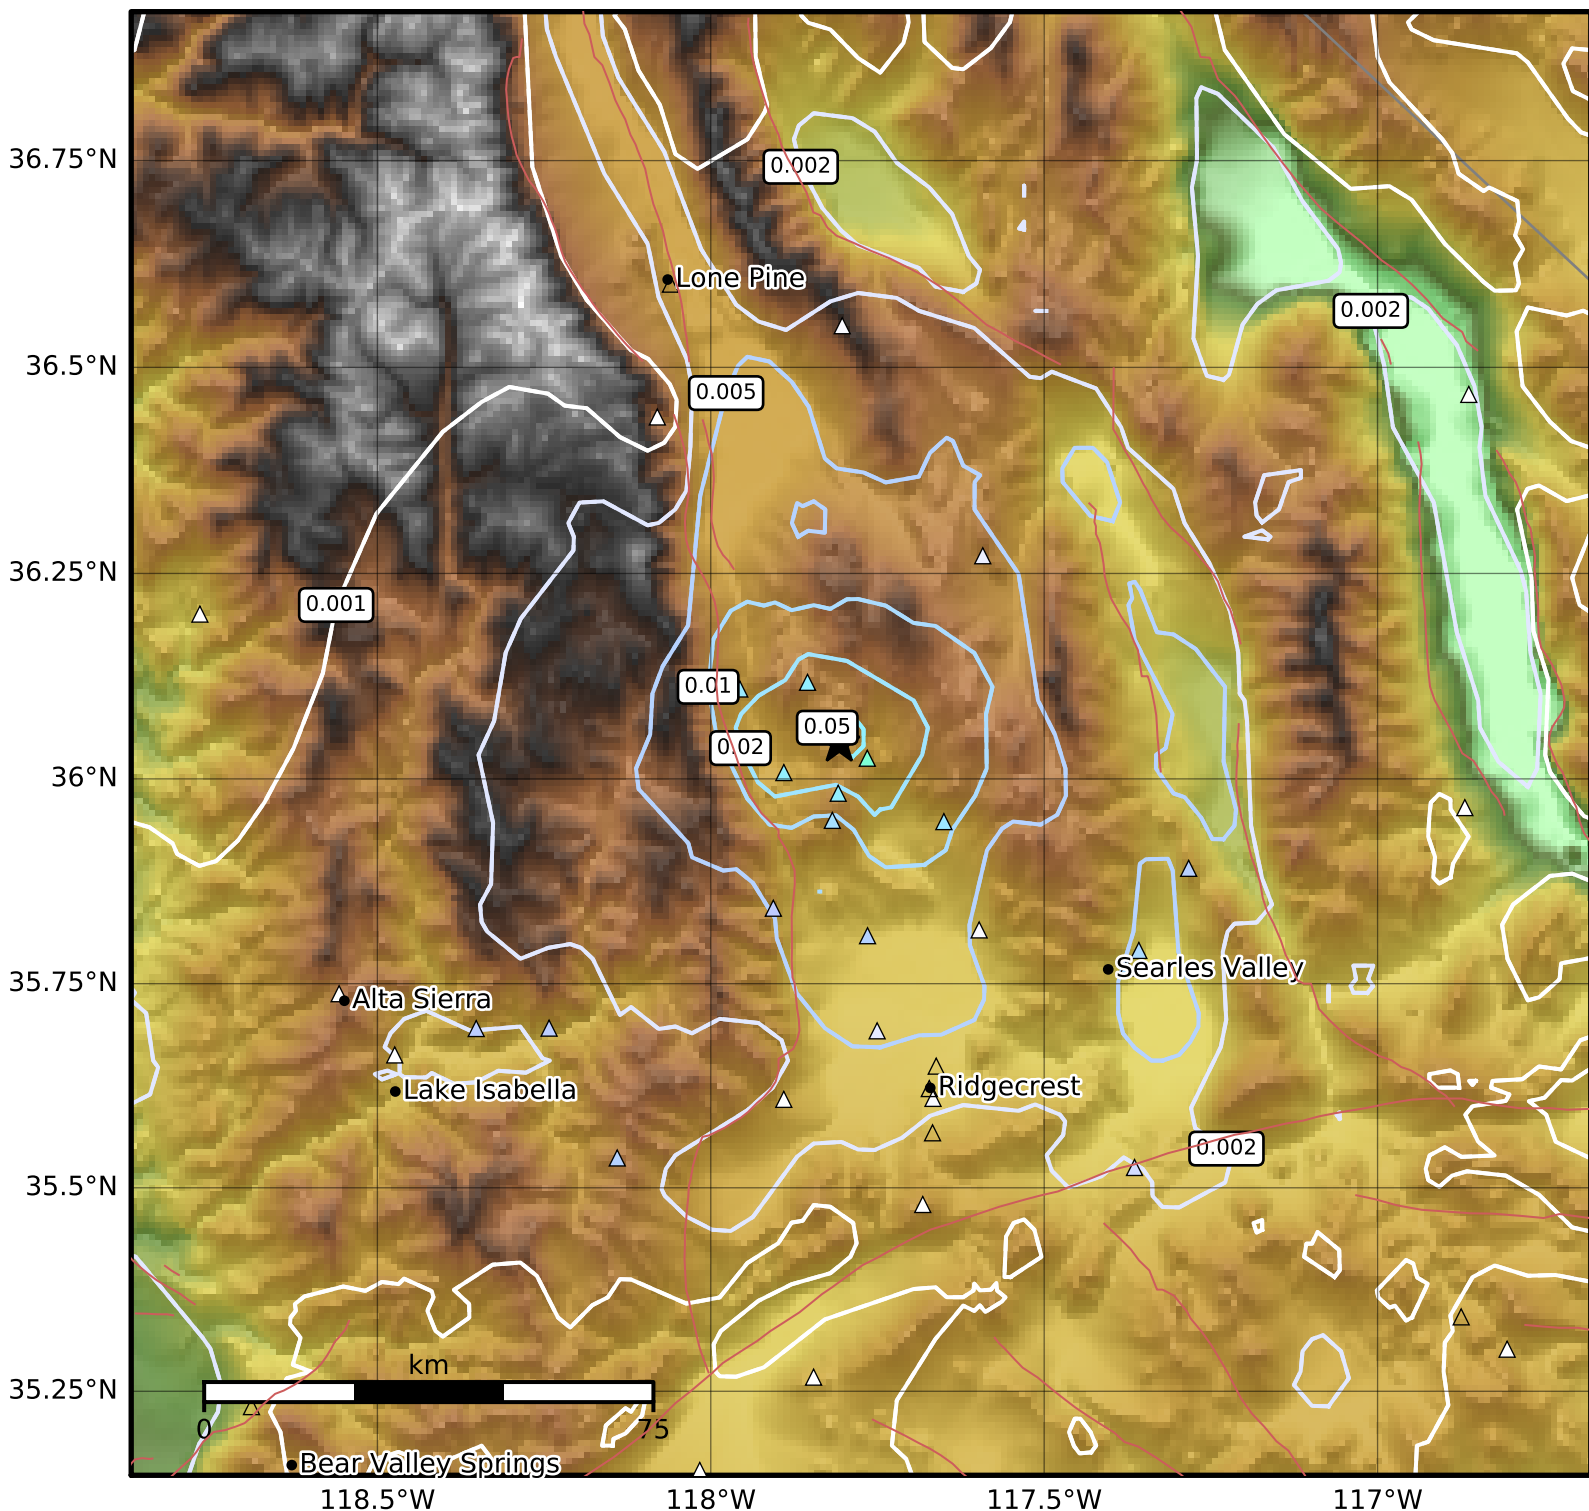 36.75°N
0.002
Lone Pine
0.002
36.5°N
0.005
36.25°N
0.001
0.01
0.05
0.02
36°N
Searles Valley
35.75°N
Alta Sierra
Lake Isabella
Ridgecrest
0.002
35.5°N
km
35.25°N
0
75
Bear Valley Springs
118.5°W
118°W
117.5°W
117°W